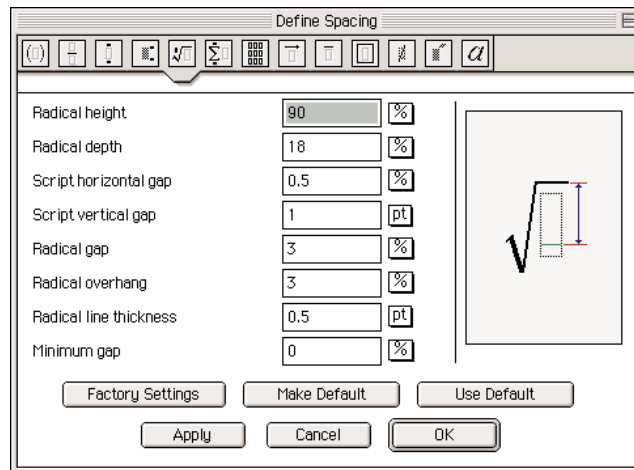 Define Spacing
Radical height 90 %
Radical depth 18 %
Script horizontal gap 0.5 %
Script vertical gap 1 pt
Radical gap 3 %
Radical overhang 3 %
Radical line thickness 0.5 pt
Minimum gap 0 %
Factory Settings Make Default Use Default
Apply Cancel OK